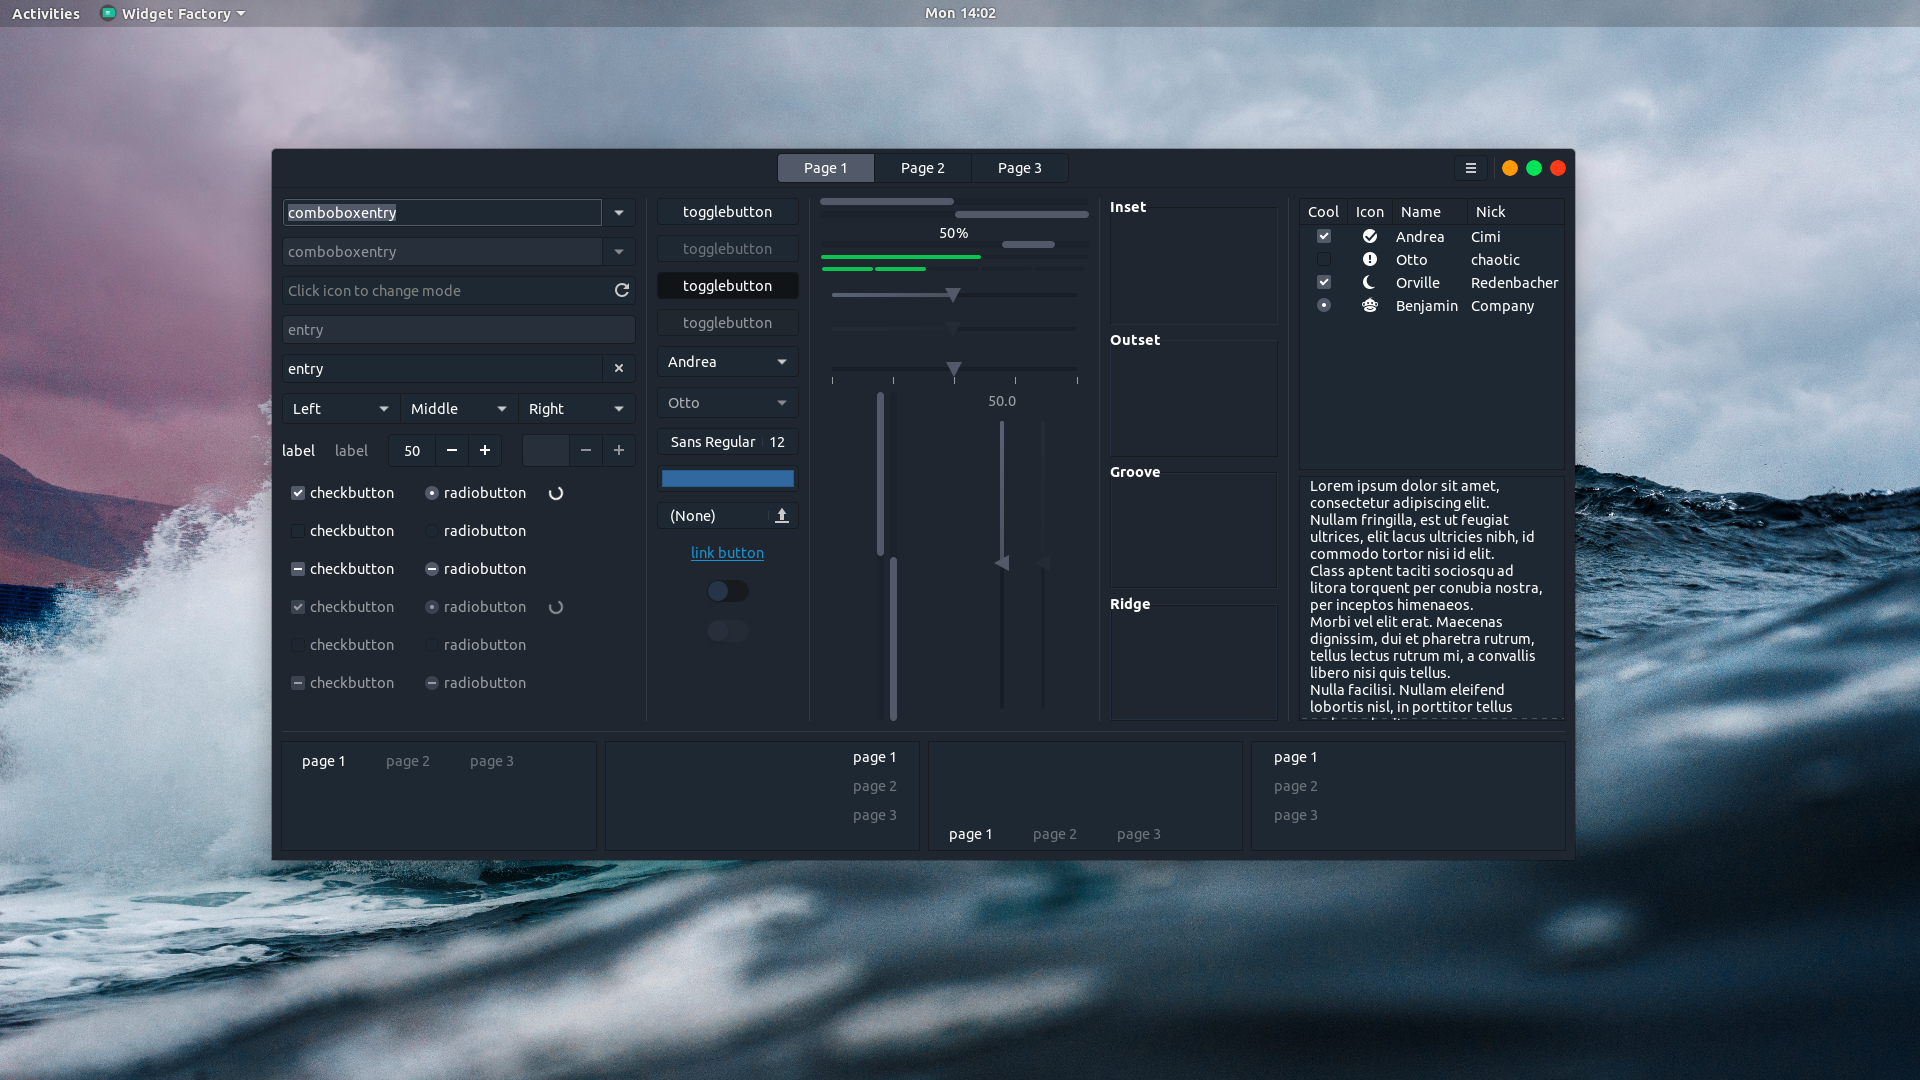 Activities
Widget Factory
Mon 14:02
Page 1
Page 2
Page 3
comboboxentry
comboboxentry
Click icon to change mode
entry
entry
Left
Middle
Right
label
label
50
checkbutton
radiobutton
checkbutton
radiobutton
checkbutton
radiobutton
checkbutton
radiobutton
checkbutton
radiobutton
checkbutton
radiobutton
togglebutton
togglebutton
togglebutton
togglebutton
Andrea
Otto
Sans Regular 12
(None)
link button
50%
50.0
Inset
Outset
Groove
Ridge
Cool Icon Name Nick
Andrea Cimi
Otto chaotic
Orville Redenbacher
Benjamin Company
Lorem ipsum dolor sit amet,
consectetur adipiscing elit.
Nullam fringilla, est ut feugiat
ultrices, elit lacus ultricies nibh, id
commodo tortor nisi id elit.
Class aptent taciti sociosqu ad
litora torquent per conubia nostra,
per inceptos himenaeos.
Morbi vel elit erat. Maecenas
dignissim, dui et pharetra rutrum,
tellus lectus rutrum mi, a convallis
libero nisi quis tellus.
Nulla facilisi. Nullam eleifend
lobortis nisl, in porttitor tellus
page 1
page 2
page 3
page 1
page 2
page 3
page 1
page 2
page 3
page 1
page 2
page 3